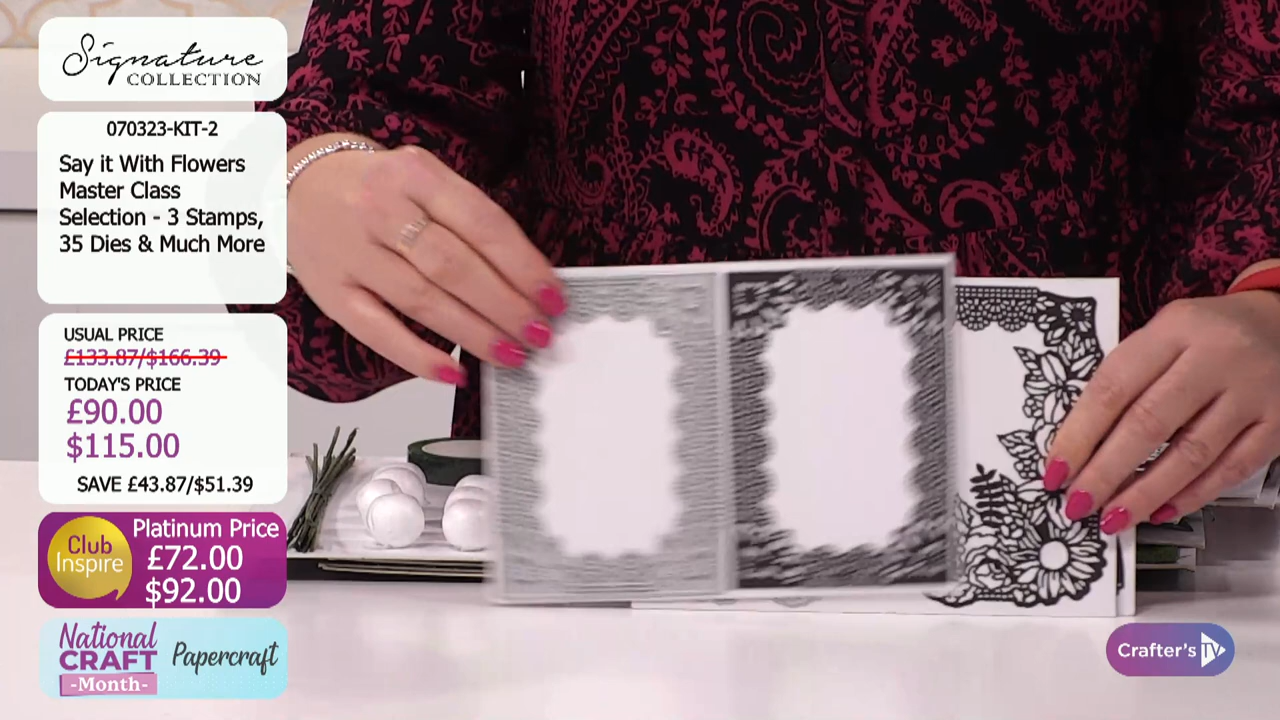 Signature
COLLECTION
070323-KIT-2
Say it With Flowers
Master Class
Selection - 3 Stamps,
35 Dies & Much More
USUAL PRICE
£133.87/$166.39
TODAY'S PRICE
£90.00
$115.00
SAVE £43.87/$51.39
Club
Inspire
Platinum Price
£72.00
$92.00
National
CRAFT
-Month-
Papercraft
Crafter's TV